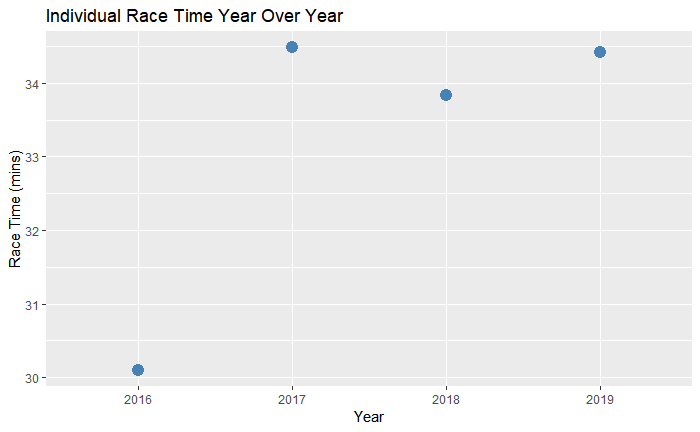 Individual Race Time Year Over Year
Race Time (mins)
34
33
32
31
30
2016 2017 2018 2019
Year